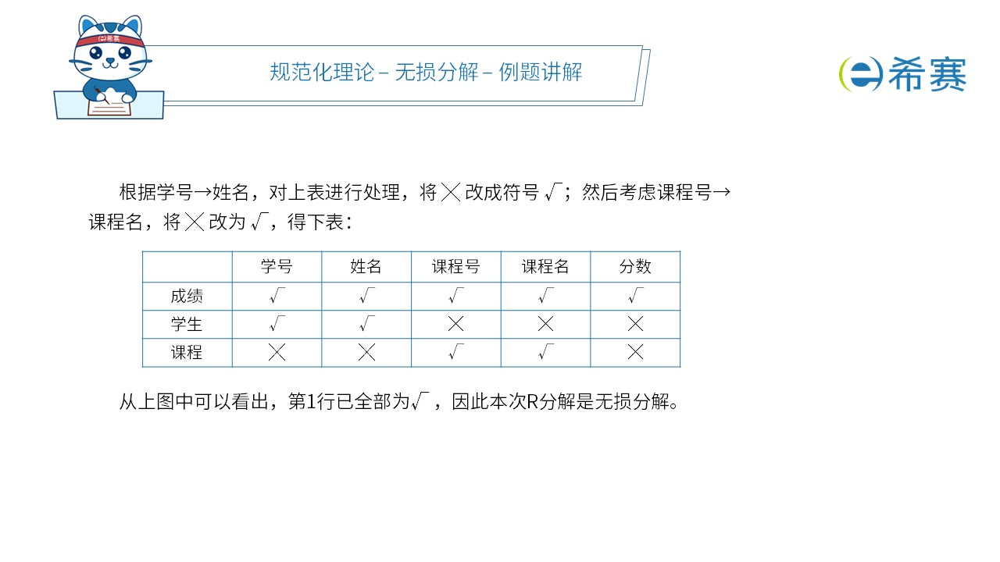 (e)希赛
规范化理论 – 无损分解 – 例题讲解
(e)希赛
根据学号→姓名，对上表进行处理，将╳改成符号√；然后考虑课程号→
课程名，将╳改为√，得下表：
学号 姓名 课程号 课程名 分数
成绩 √ √ √ √ √
学生 √ √ ╳ ╳ ╳
课程 ╳ ╳ √ √ ╳
从上图中可以看出，第1行已全部为√，因此本次R分解是无损分解。